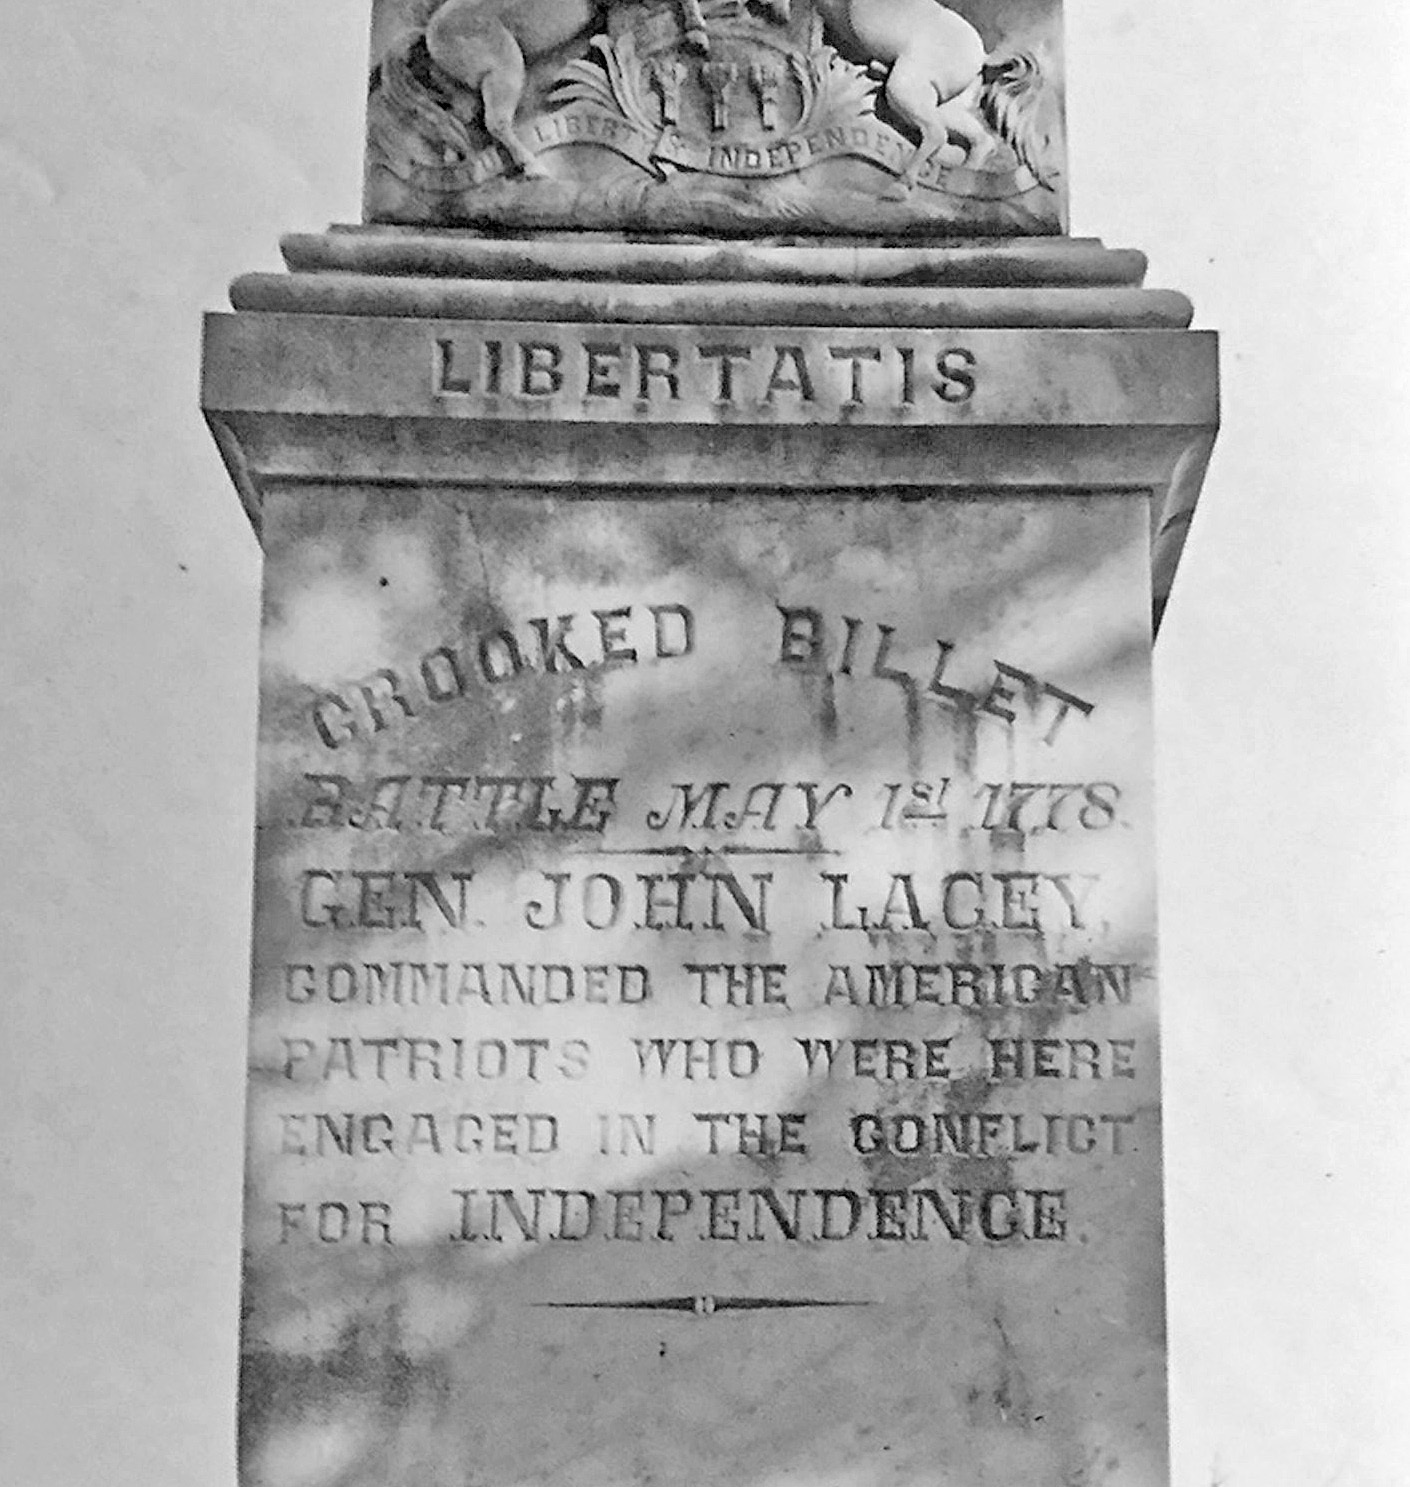 LIBERTY & INDEPENDENCE
LIBERTATIS
CROOKED BILLET
BATTLE MAY 1st 1778.
GEN. JOHN LACEY,
COMMANDED THE AMERICAN
PATRIOTS WHO WERE HERE
ENGAGED IN THE CONFLICT
FOR INDEPENDENCE.